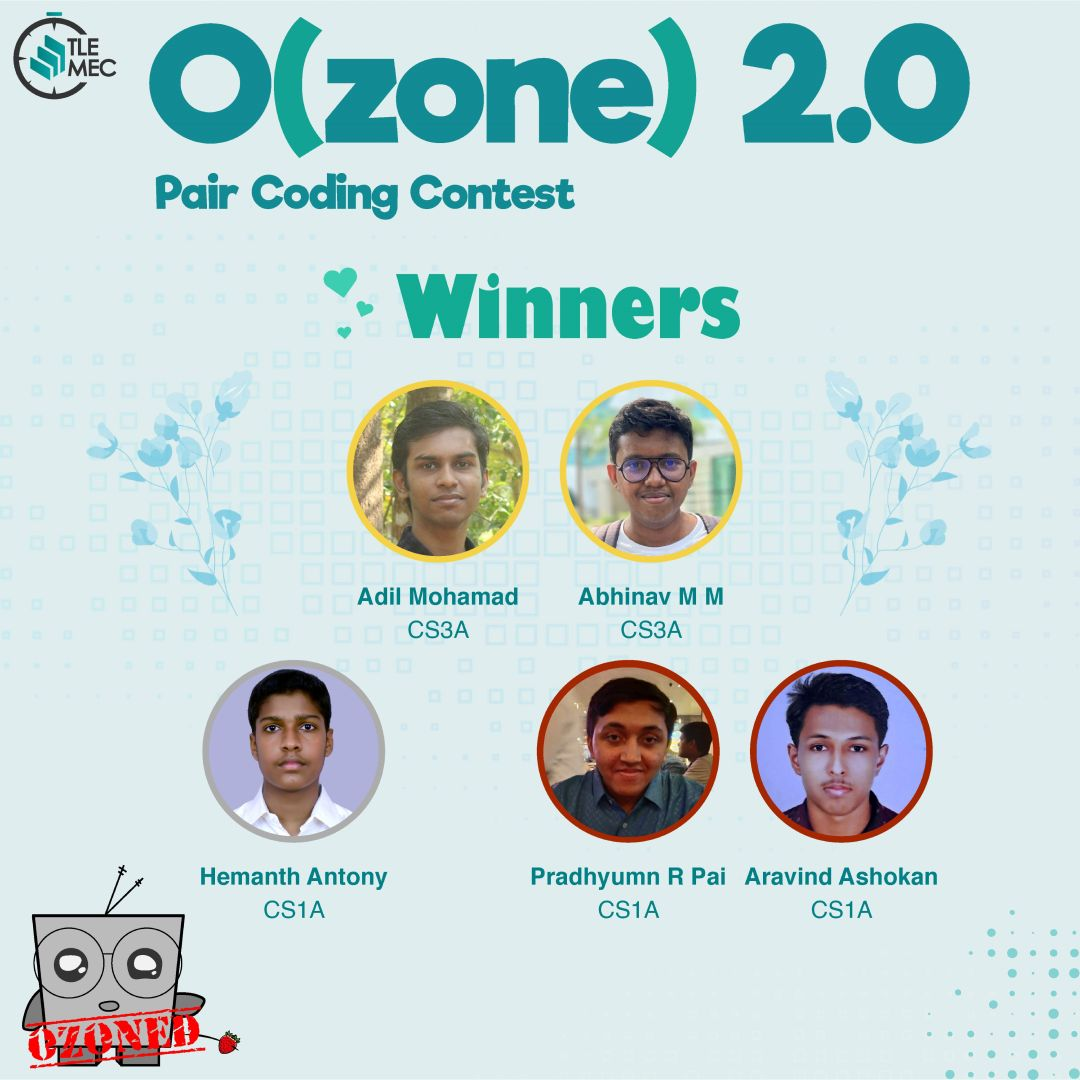 TLE
MEC
O(zone) 2.0
Pair Coding Contest
Winners
Adil Mohamad
CS3A
Abhinav M M
CS3A
Hemanth Antony
CS1A
Pradhyumn R Pai
CS1A
Aravind Ashokan
CS1A
OZONED